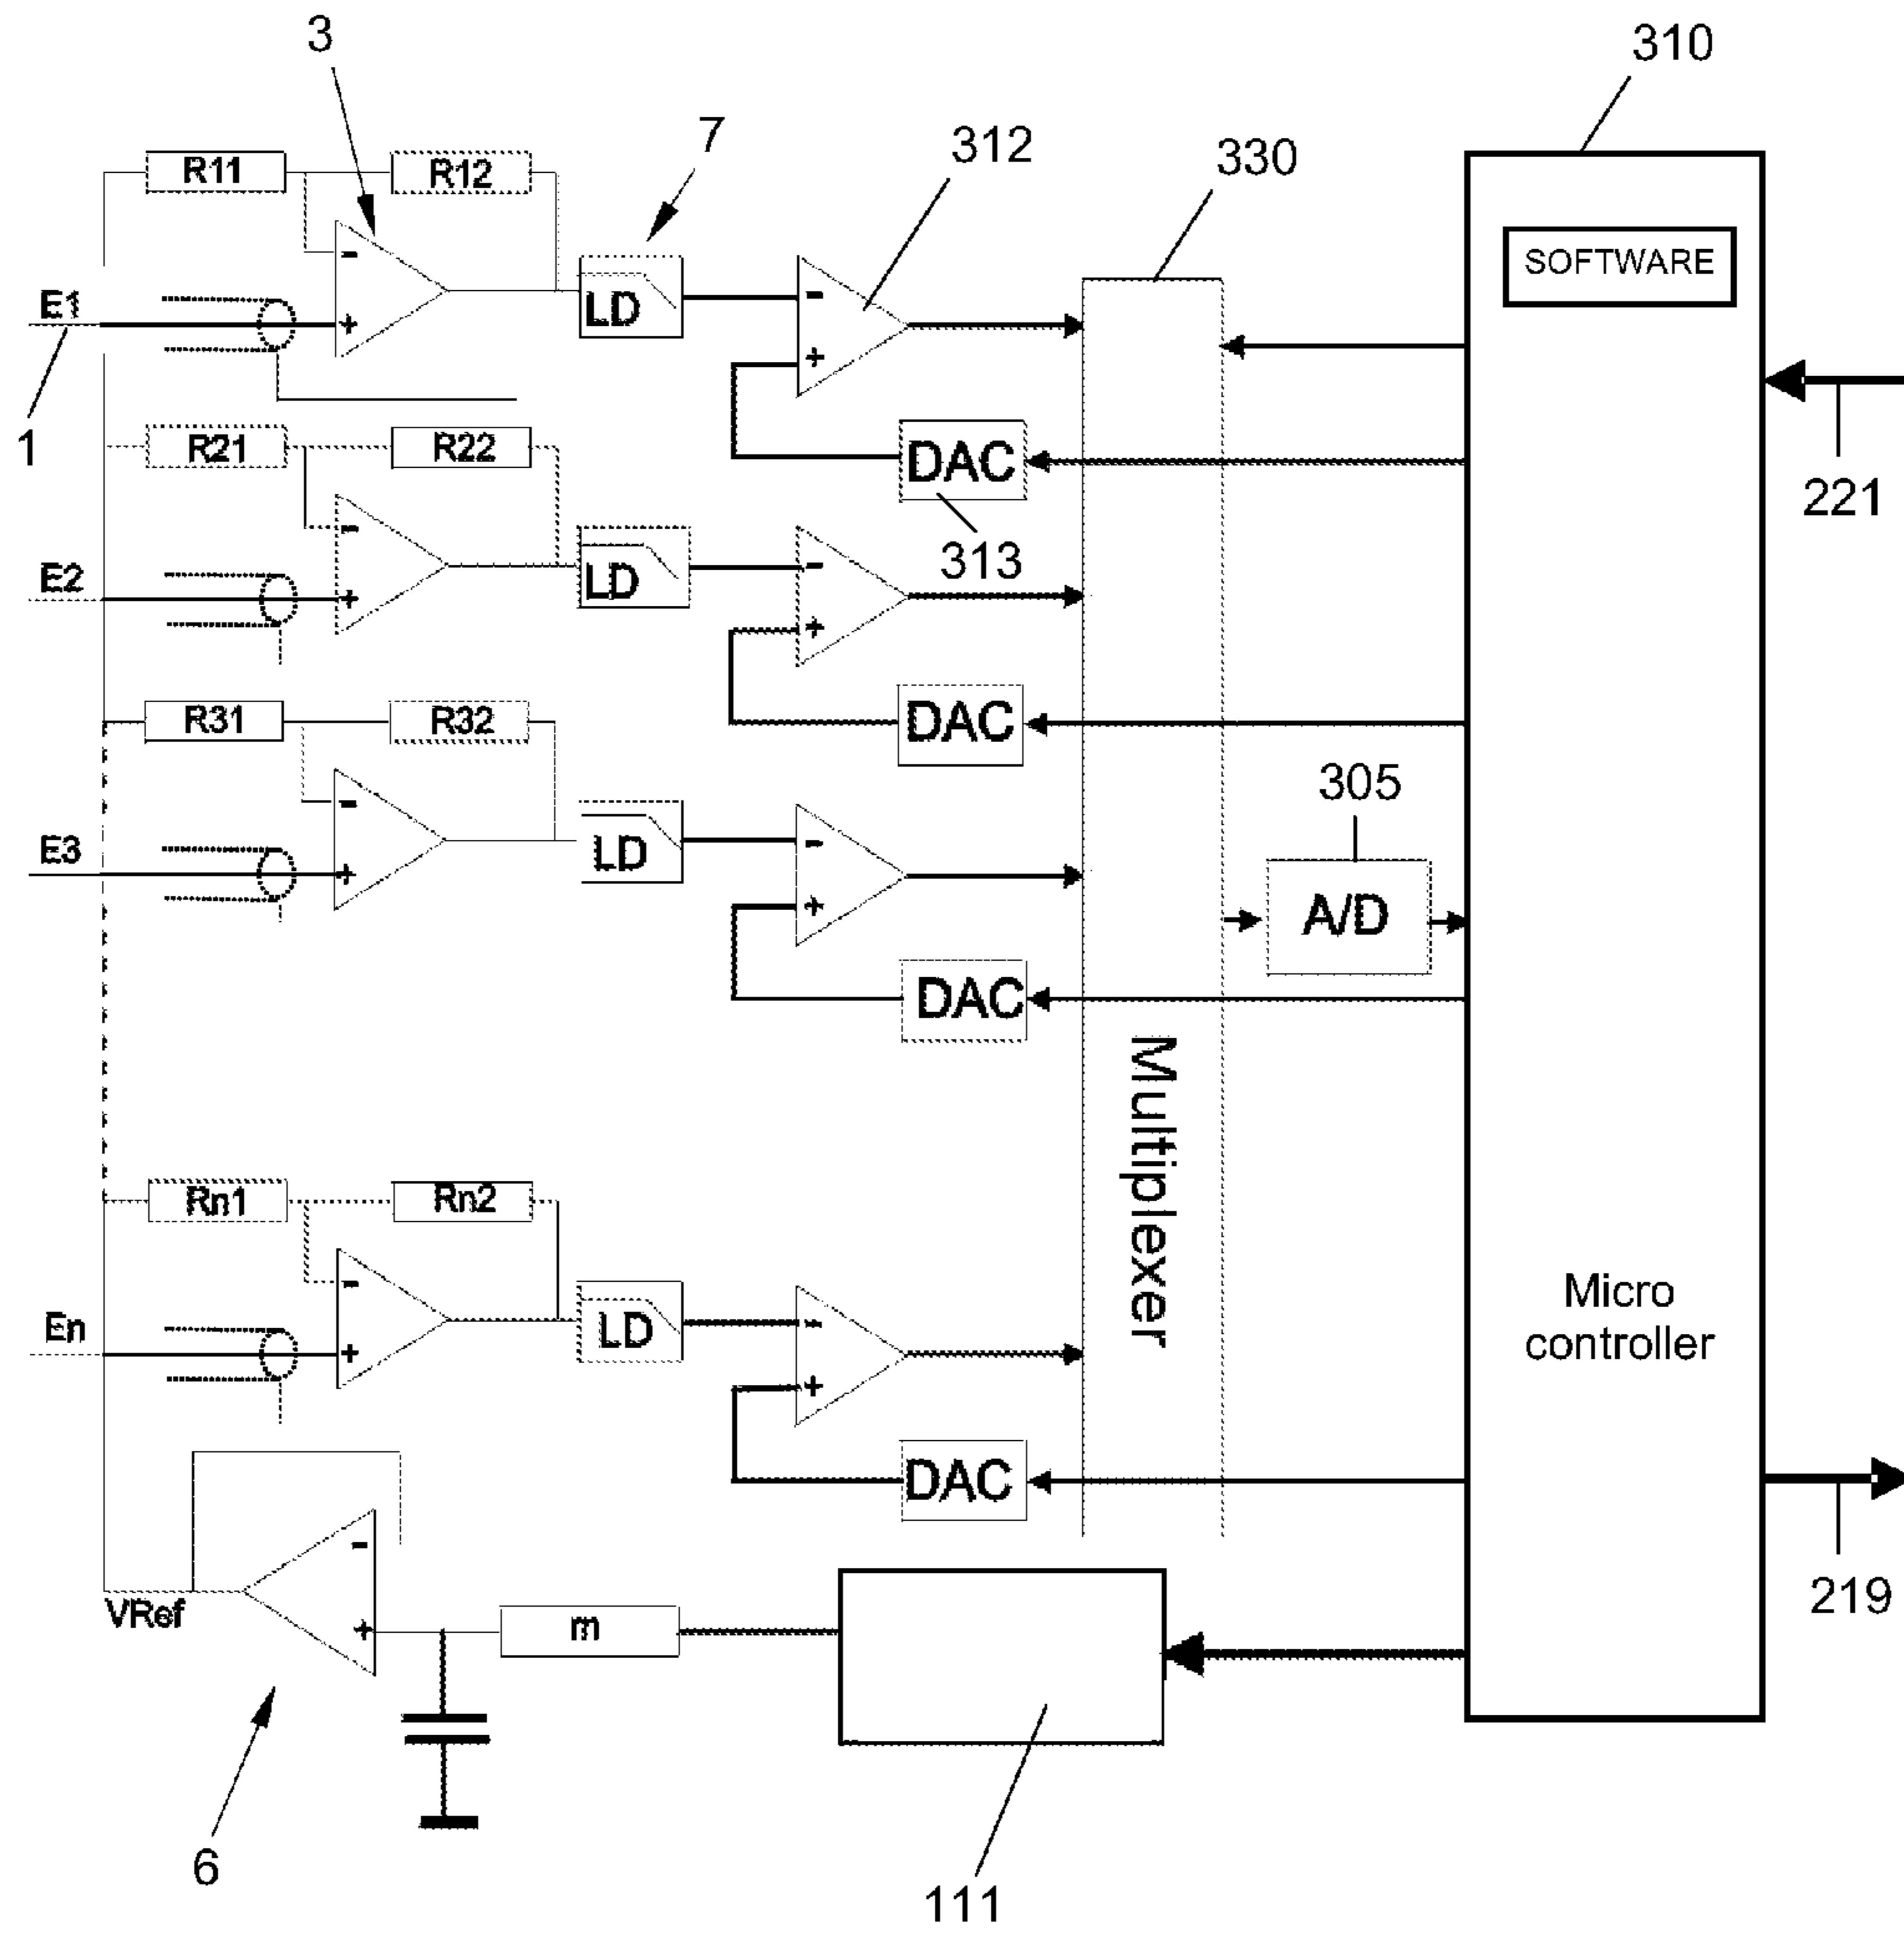 3
310
7
312
330
R11
R12
SOFTWARE
-
LD
-
E1
+
+
1
R21
R22
DAC
221
313
-
LD
-
E2
+
+
R31
R32
DAC
305
-
LD
-
E3
+
+
A/D
DAC
Multiplexer
Rn1
Rn2
-
LD
-
Micro
controller
En
+
+
DAC
-
VRef
+
m
219
6
111